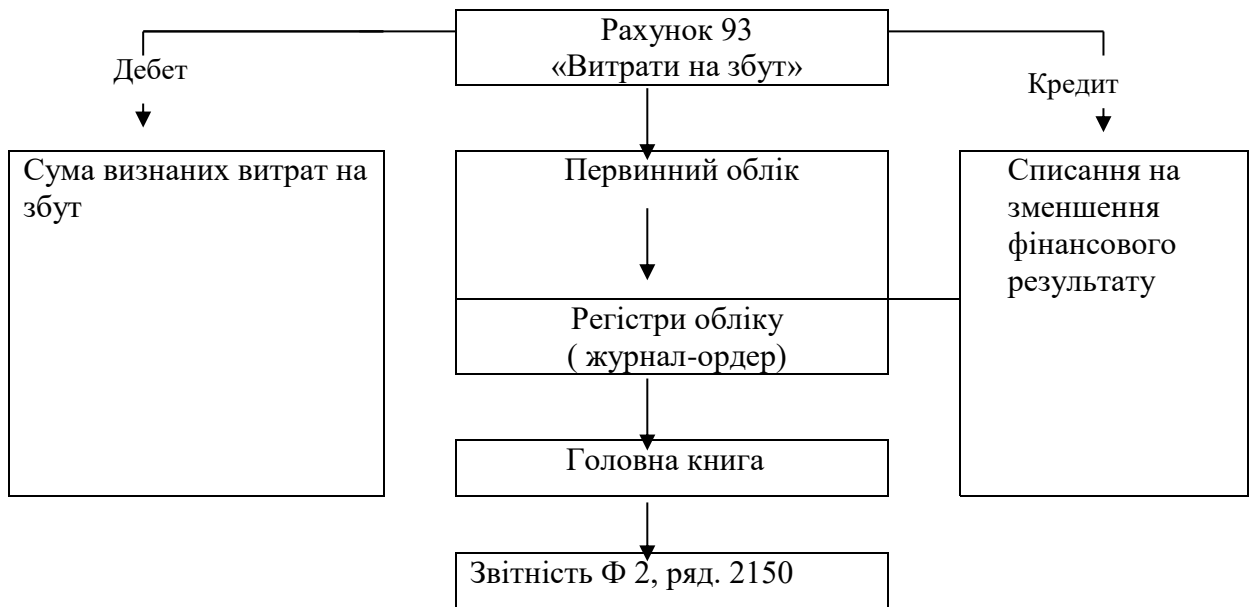 Рахунок 93
«Витрати на збут»
Дебет
Кредит
Сума визнаних витрат на
збут
Первинний облік
Списання на
зменшення
фінансового
результату
Регістри обліку
( журнал-ордер)
Головна книга
Звітність Ф 2, ряд. 2150